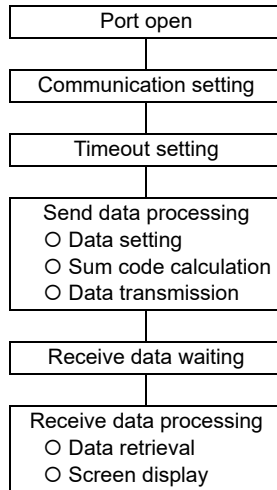 Port open
Communication setting
Timeout setting
Send data processing
○ Data setting
○ Sum code calculation
○ Data transmission
Receive data waiting
Receive data processing
○ Data retrieval
○ Screen display